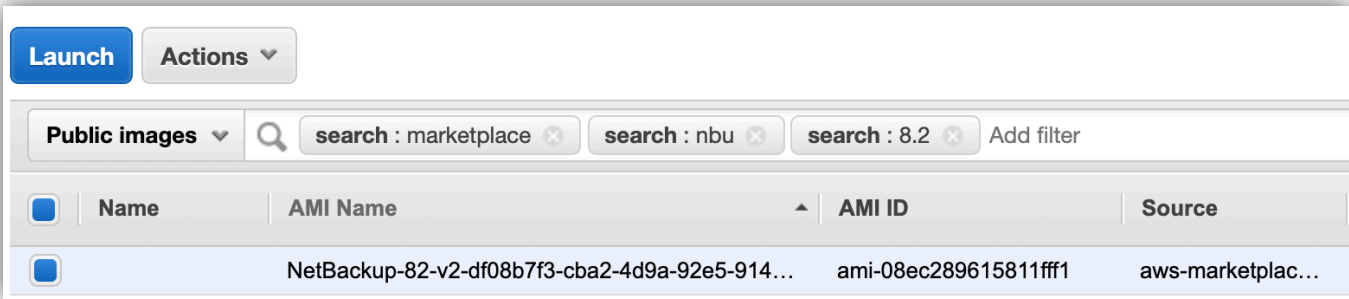 Launch Actions
Public images search : marketplace search : nbu search : 8.2 Add filter
Name AMI Name AMI ID Source
NetBackup-82-v2-df08b7f3-cba2-4d9a-92e5-914... ami-08ec289615811fff1 aws-marketplac...